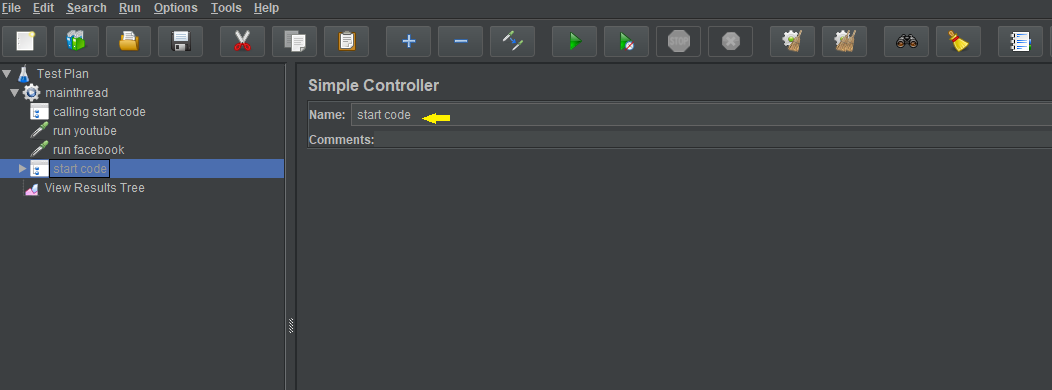 File Edit Search Run Options Tools Help
STOP
Test Plan
mainthread
calling start code
run youtube
run facebook
start code
View Results Tree
Simple Controller
Name: start code
Comments: